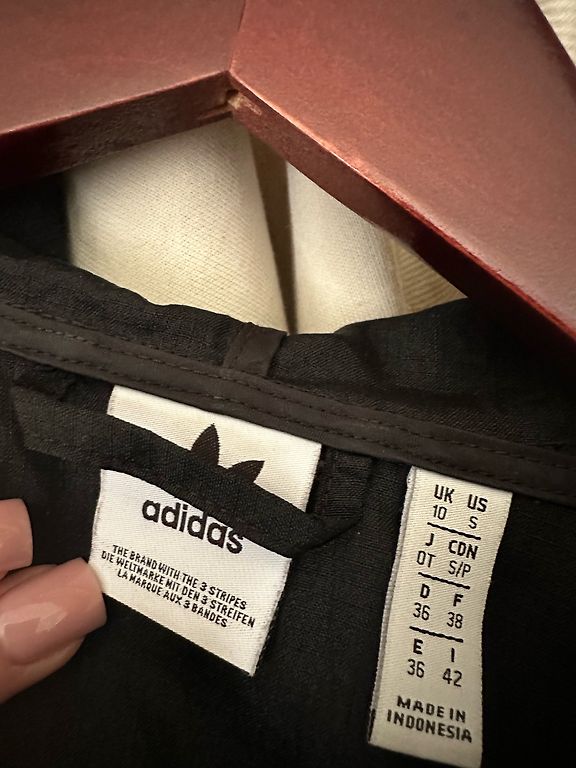 adidas
THE BRAND WITH THE 3 STRIPES
DIE WELTMARKE MIT DEN 3 STREIFEN
LA MARQUE AUX 3 BANDES
UK US
10 S
J CDN
OT S/P
D F
36 38
E I
36 42
MADE IN
INDONESIA